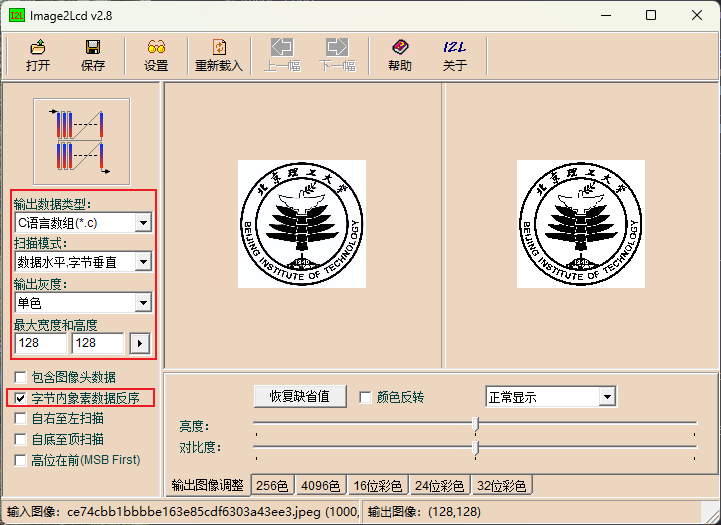 Image2Lcd v2.8
打开 保存 设置 重新载入 上一幅 下一幅 帮助 关于
I2L
输出数据类型：
C语言数组(*.c)
扫描模式：
数据水平,字节垂直
输出灰度：
单色
最大宽度和高度
128 128
包含图像头数据
字节内象素数据反序
自右至左扫描
自底至顶扫描
高位在前(MSB First)
北京理工大学
BEIJING INSTITUTE OF TECHNOLOGY
1940
北京理工大学
BEIJING INSTITUTE OF TECHNOLOGY
1940
恢复缺省值 颜色反转 正常显示
亮度：
对比度：
输出图像调整 256色 4096色 16位彩色 24位彩色 32位彩色
输入图像: ce74cbb1bbbbe163e85cdf6303a43ee3.jpeg (1000, 输出图像: (128,128)